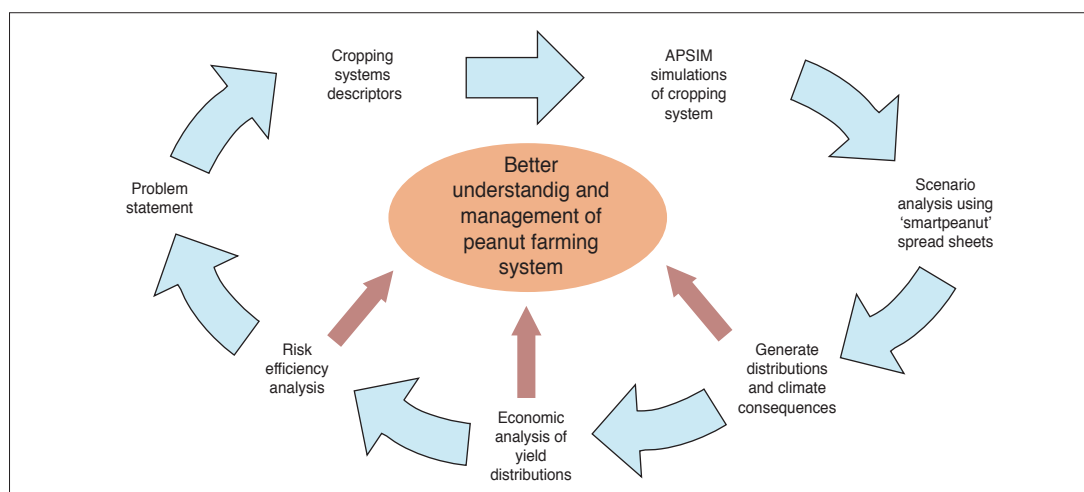 Cropping
systems
descriptors
APSIM
simulations
of cropping
system
Better
understandig and
management of
peanut farming
system
Problem
statement
Scenario
analysis using
‘smartpeanut’
spread sheets
Risk
efficiency
analysis
Generate
distributions
and climate
consequences
Economic
analysis of
yield
distributions